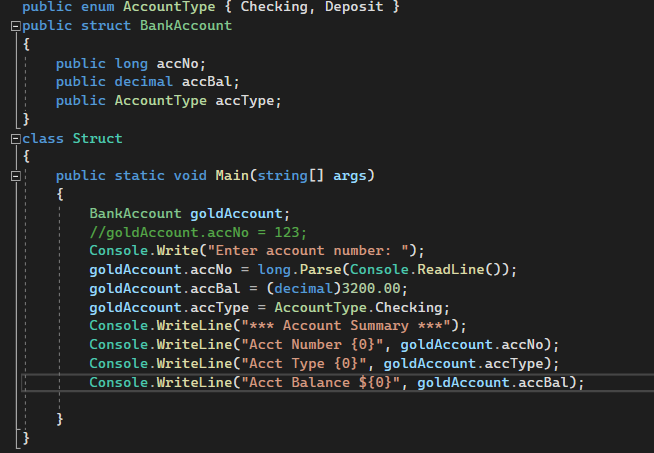 public enum AccountType { Checking, Deposit }
public struct BankAccount
{
    public long accNo;
    public decimal accBal;
    public AccountType accType;
}
class Struct
{
    public static void Main(string[] args)
    {
        BankAccount goldAccount;
        //goldAccount.accNo = 123;
        Console.Write("Enter account number: ");
        goldAccount.accNo = long.Parse(Console.ReadLine());
        goldAccount.accBal = (decimal)3200.00;
        goldAccount.accType = AccountType.Checking;
        Console.WriteLine("*** Account Summary ***");
        Console.WriteLine("Acct Number {0}", goldAccount.accNo);
        Console.WriteLine("Acct Type {0}", goldAccount.accType);
        Console.WriteLine("Acct Balance ${0}", goldAccount.accBal);
    }
}